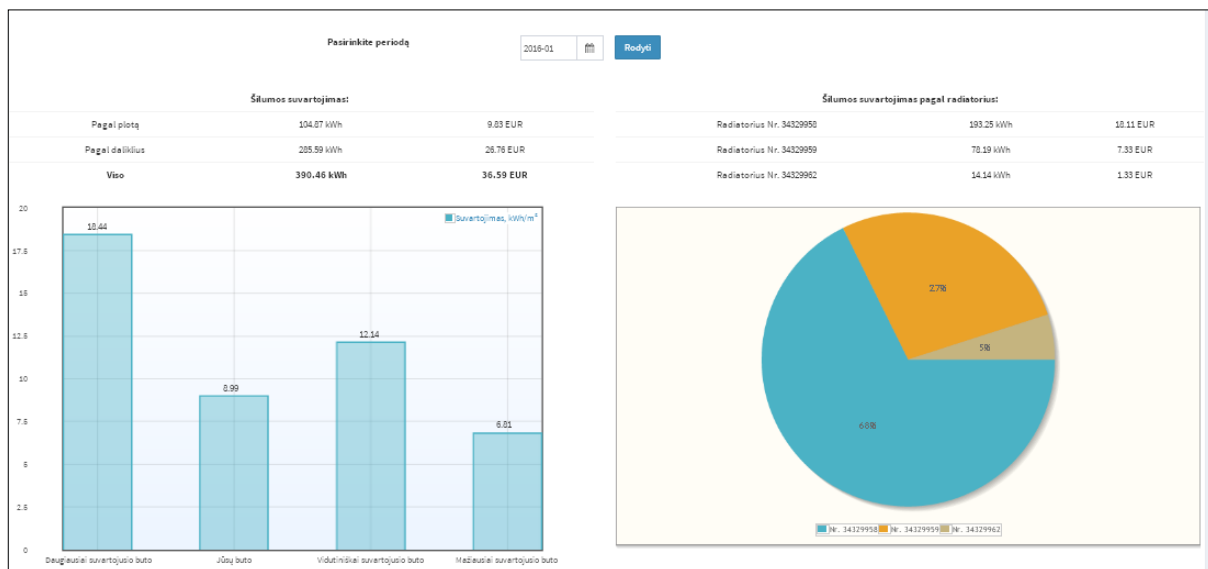 Pasirinkite periodą 2016-01 Rodyti
Šilumos suvartojimas:
Pagal plotą 104.87 kWh 9.83 EUR
Pagal daliklius 285.59 kWh 26.76 EUR
Viso 390.46 kWh 36.59 EUR
Šilumos suvartojimas pagal radiatorius:
Radiatorius Nr. 34329958 193.25 kWh 18.11 EUR
Radiatorius Nr. 34329959 78.19 kWh 7.33 EUR
Radiatorius Nr. 34329962 14.14 kWh 1.33 EUR
Suvartojimas, kWh/m²
20
17.5
15
12.5
10
7.5
5
2.5
0
18.44
8.99
12.14
6.81
Daugiausiai suvartojusio buto
Jūsų buto
Vidutiniškai suvartojusio buto
Mažiausiai suvartojusio buto
27%
5%
68%
Nr. 34329958 Nr. 34329959 Nr. 34329962